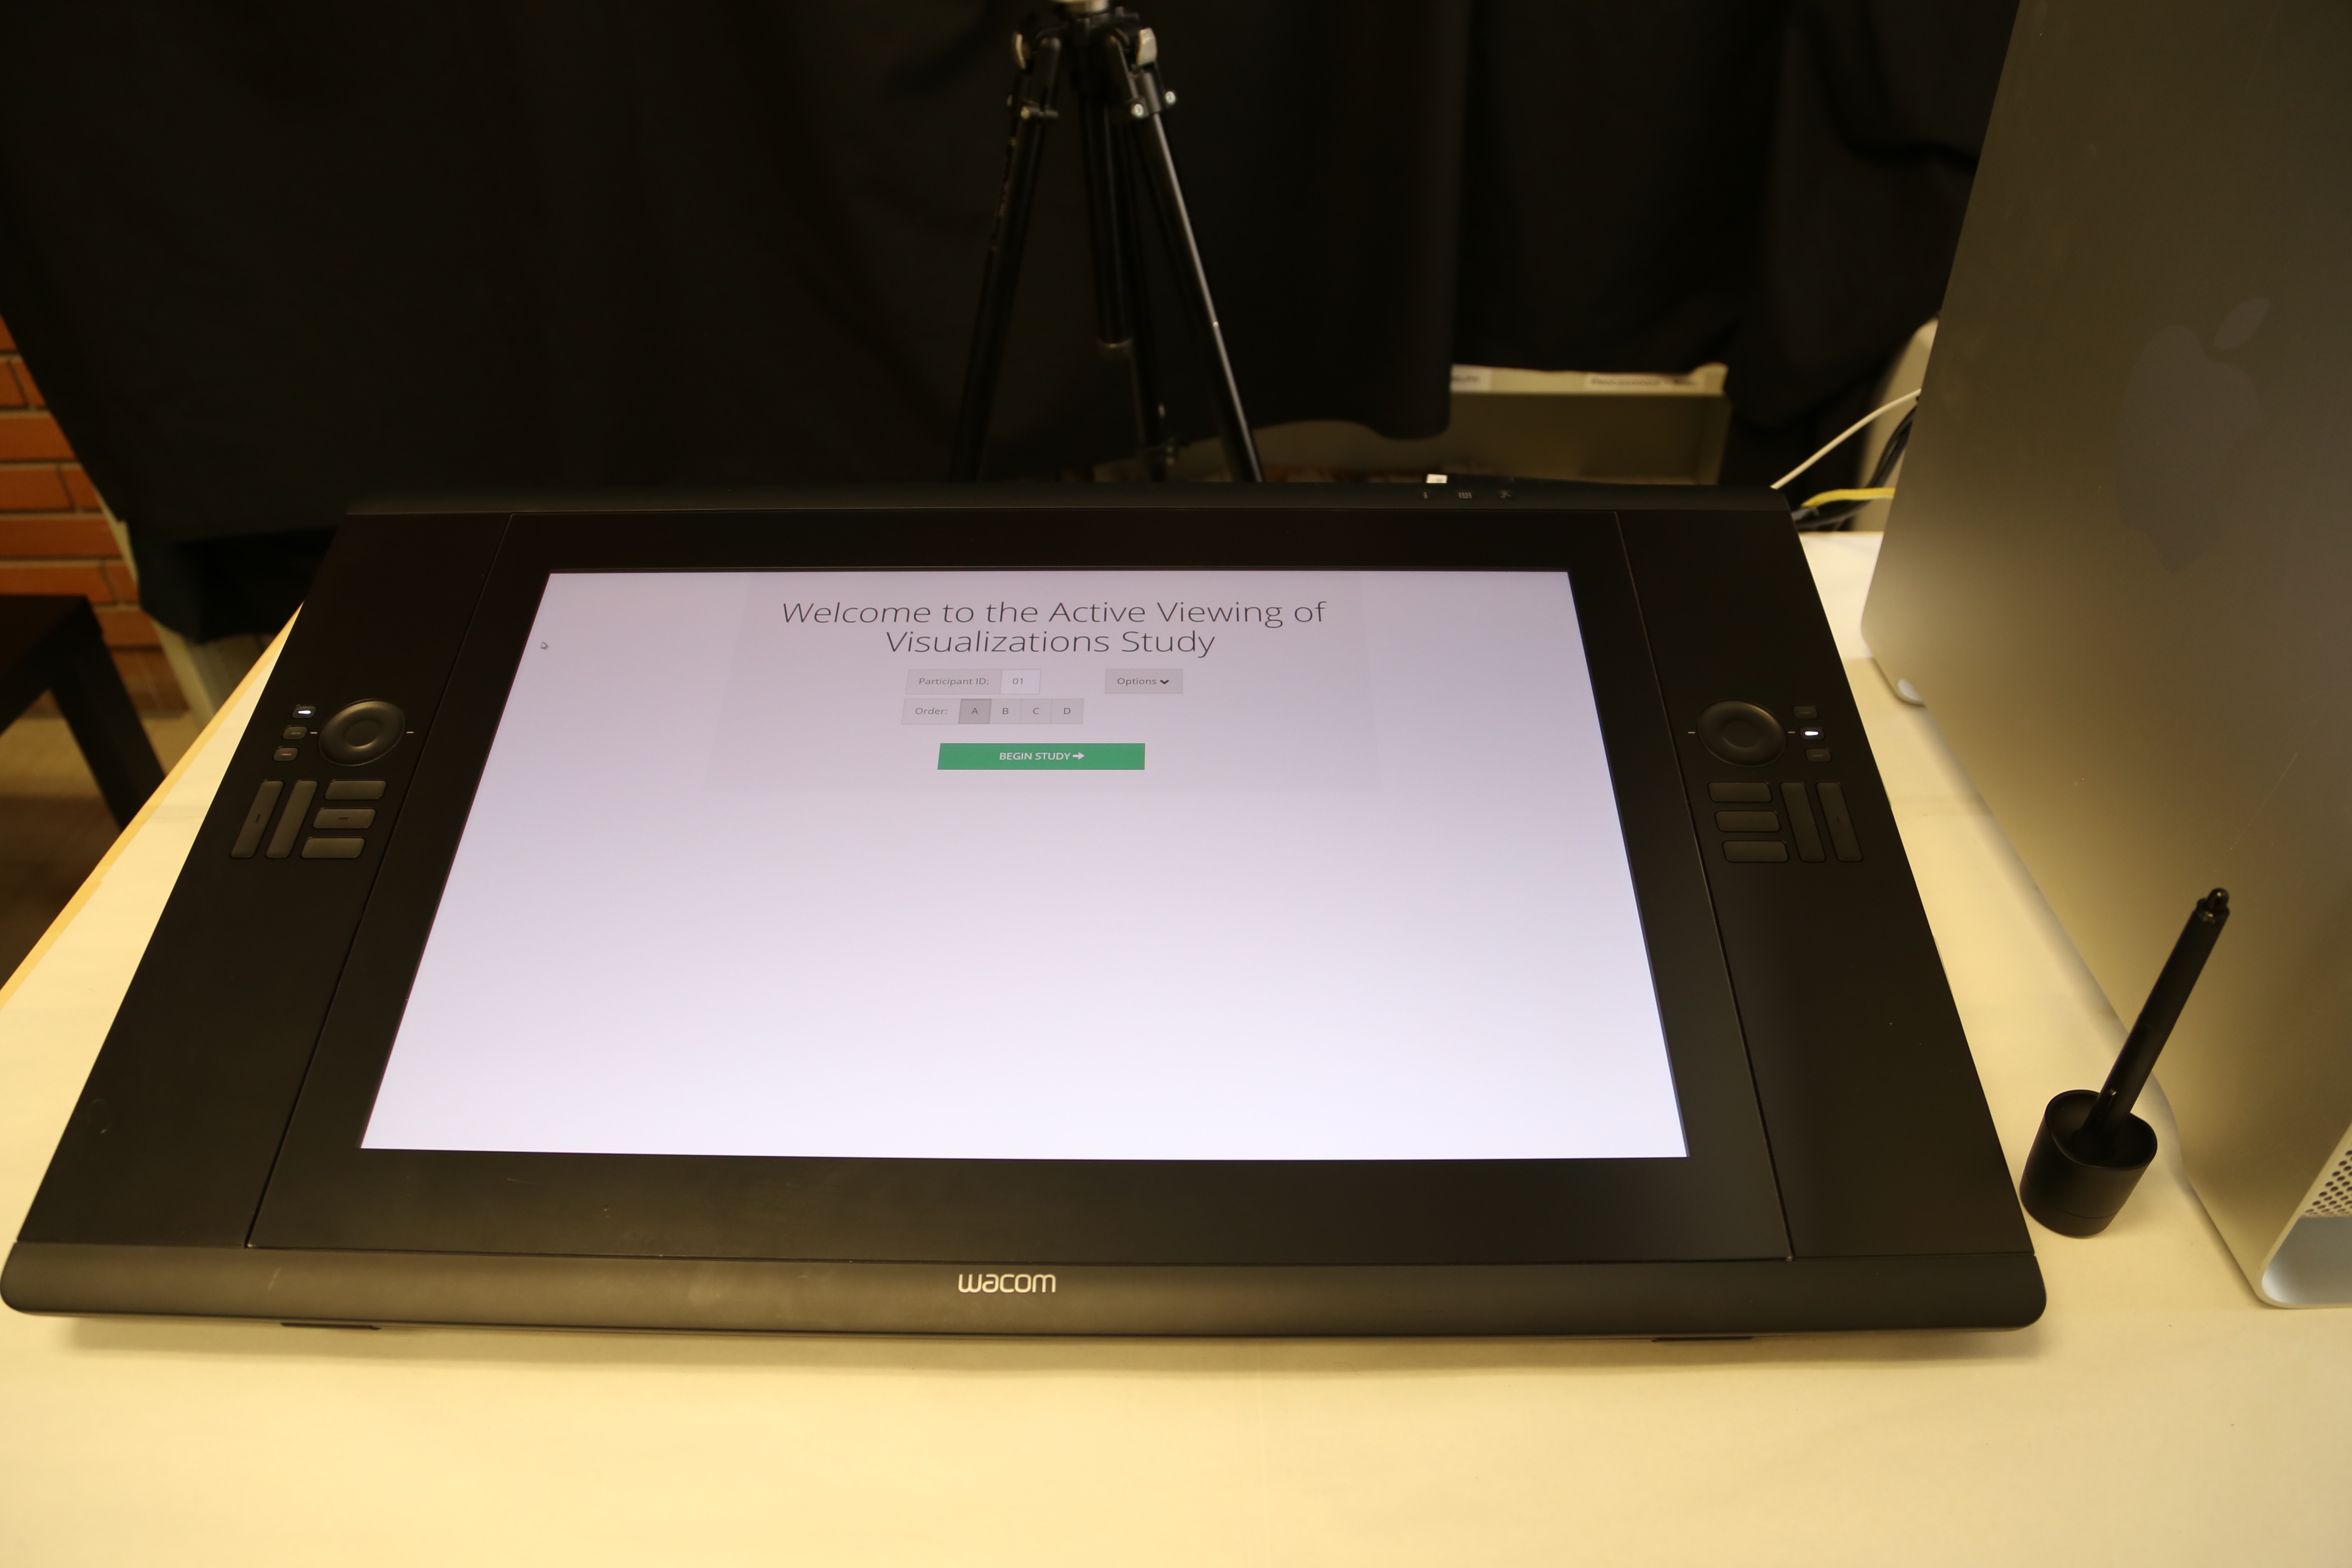 Welcome to the Active Viewing of
Visualizations Study
Participant ID: 01 Options
Order: A B C D
BEGIN STUDY
wacom